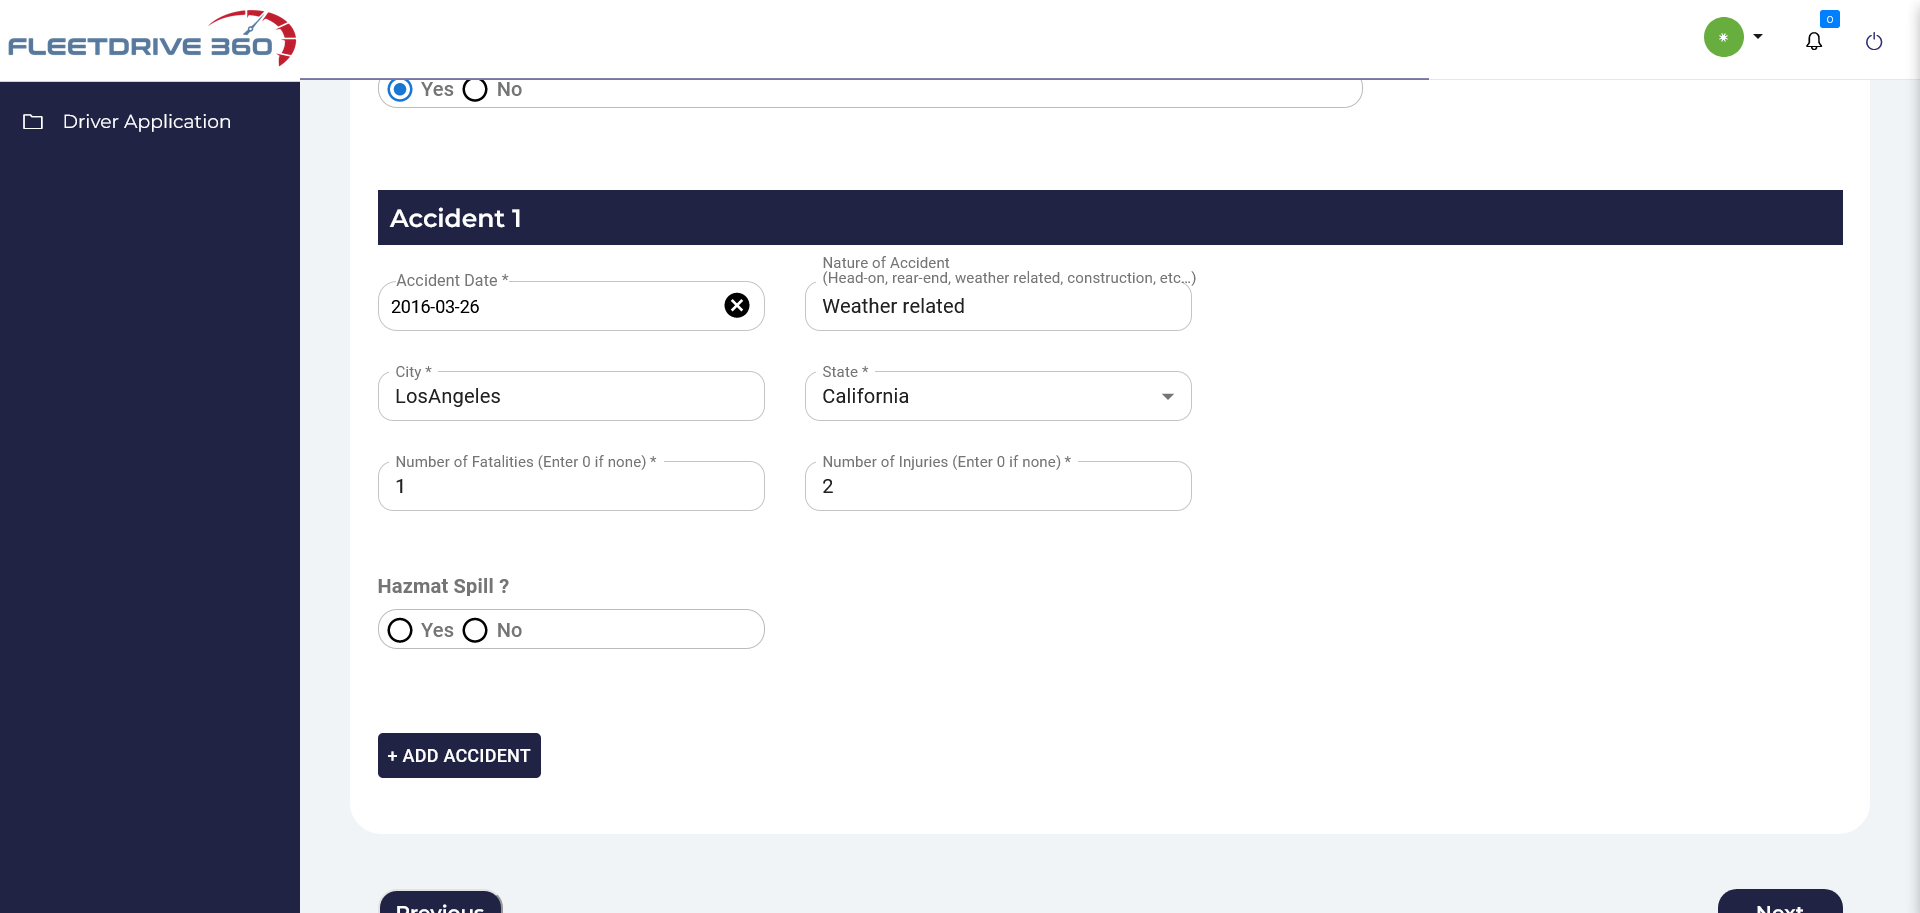 FLEETDRIVE 360
0
Driver Application
Yes No
Accident 1
Accident Date *
2016-03-26
Nature of Accident
(Head-on, rear-end, weather related, construction, etc...)
Weather related
City *
LosAngeles
State *
California
Number of Fatalities (Enter 0 if none) *
1
Number of Injuries (Enter 0 if none) *
2
Hazmat Spill ?
Yes No
+ ADD ACCIDENT
Previous
Next